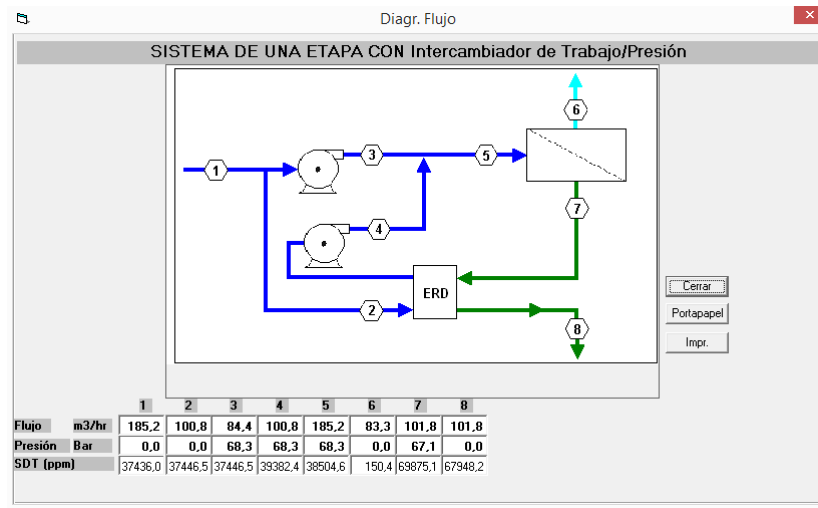 Diagr. Flujo
SISTEMA DE UNA ETAPA CON Intercambiador de Trabajo/Presión
6
3
5
1
7
4
ERD
2
8
Cerrar
Portapapel
Impr.
1 2 3 4 5 6 7 8
Flujo m3/hr 185,2 100,8 84,4 100,8 185,2 83,3 101,8 101,8
Presión Bar 0,0 0,0 68,3 68,3 68,3 0,0 67,1 0,0
SDT (ppm) 37436,0 37446,5 37446,5 39382,4 38504,6 150,4 69875,1 67948,2